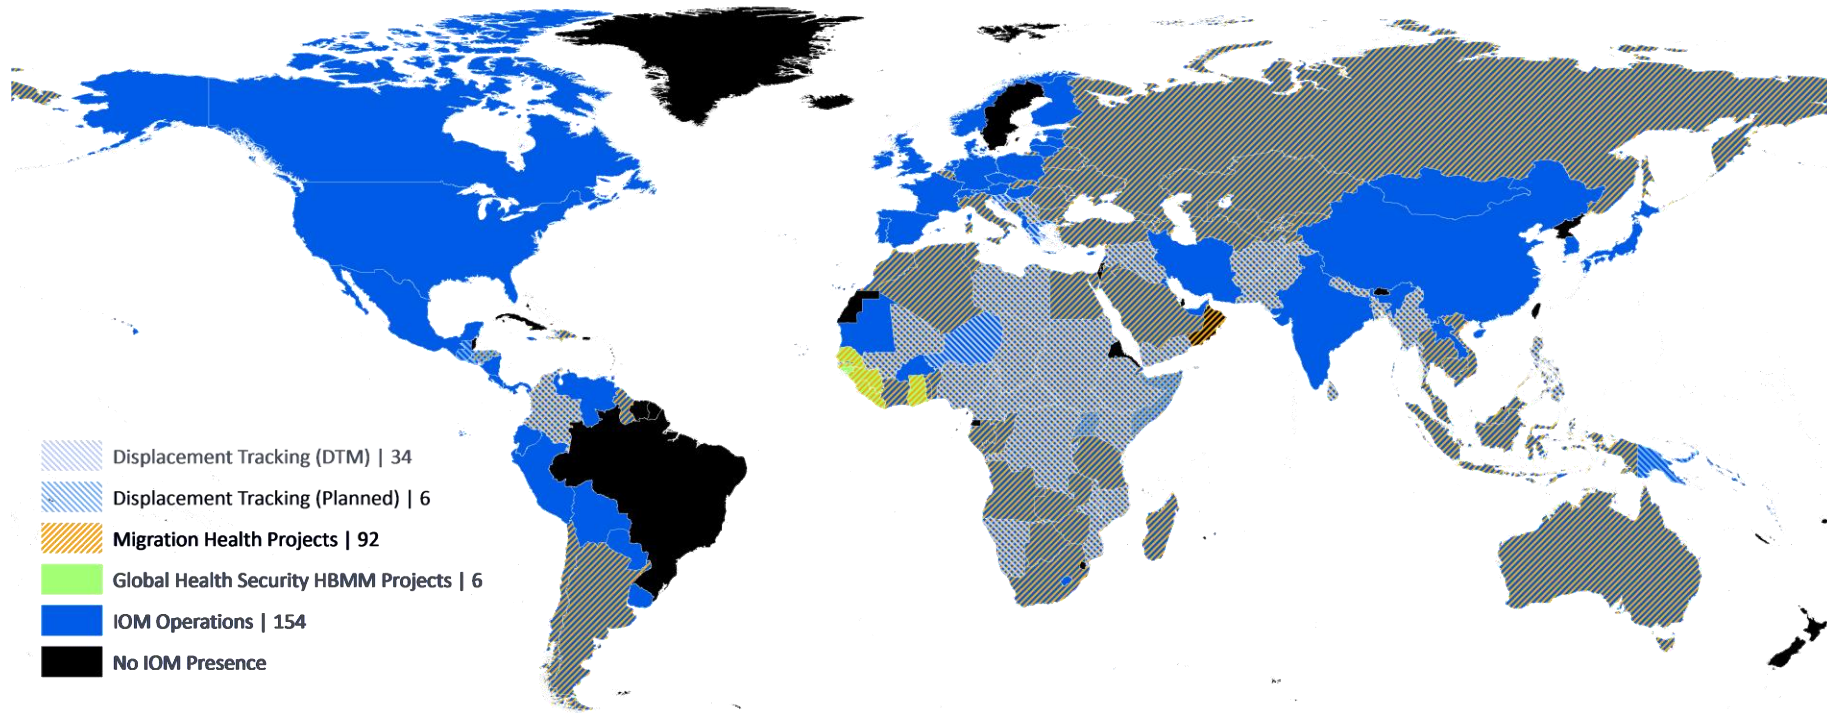 Displacement Tracking (DTM) | 34
Displacement Tracking (Planned) | 6
Migration Health Projects | 92
Global Health Security HBMM Projects | 6
IOM Operations | 154
No IOM Presence